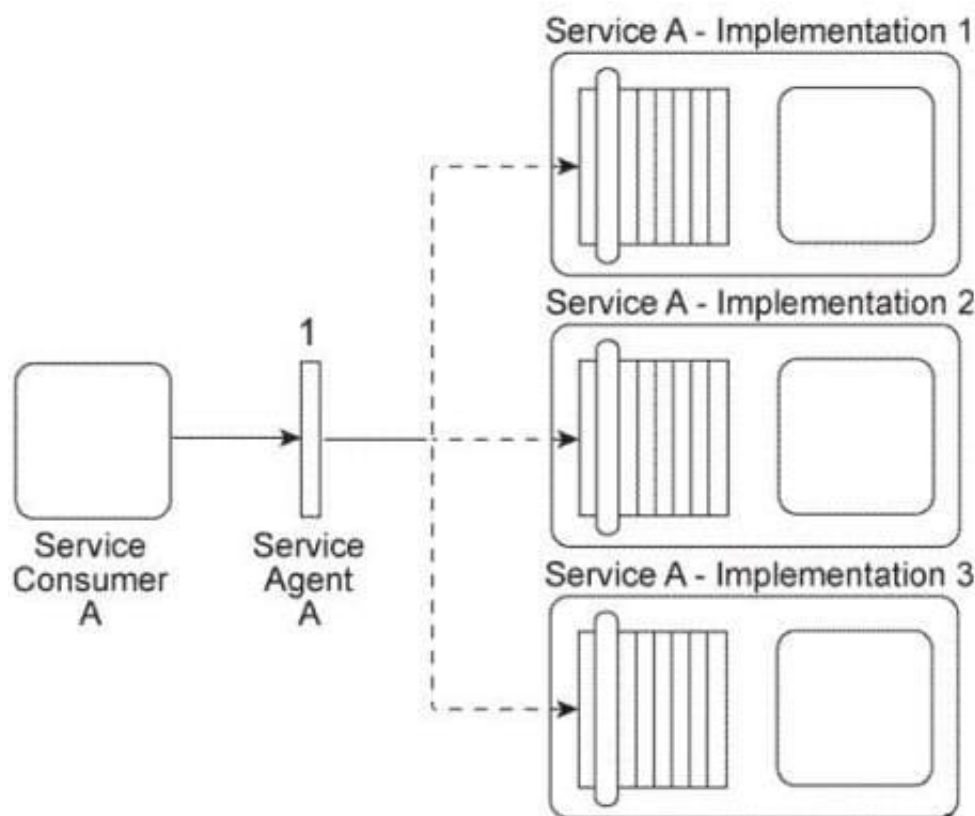 Service A - Implementation 1
1
Service A - Implementation 2
Service
Consumer
A
Service
Agent
A
Service A - Implementation 3